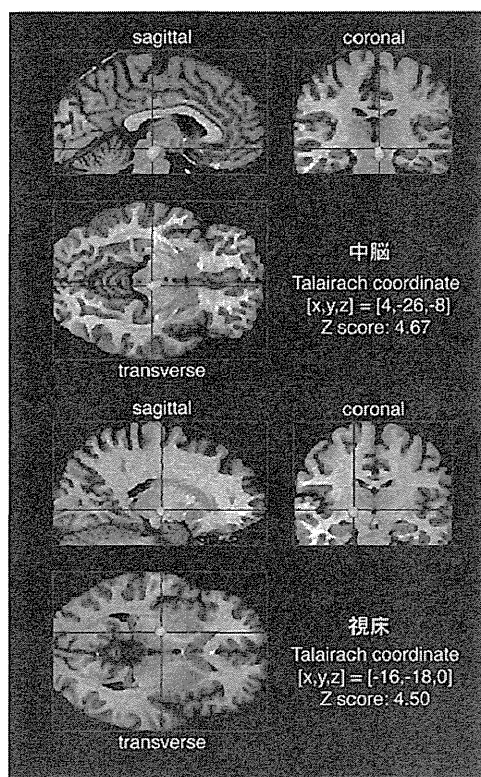 sagittal
coronal
中脳
Talairach coordinate
[x,y,z] = [4,-26,-8]
Z score: 4.67
transverse
sagittal
coronal
視床
Talairach coordinate
[x,y,z] = [-16,-18,0]
Z score: 4.50
transverse